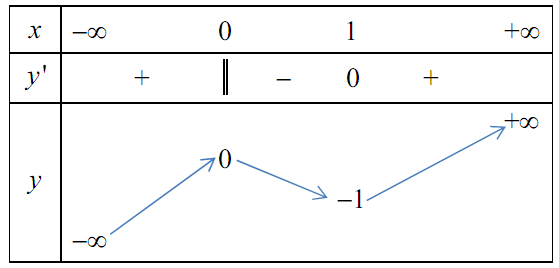 x −∞ 0 1 +∞
y' + || − 0 +
+∞
0
y −1
−∞